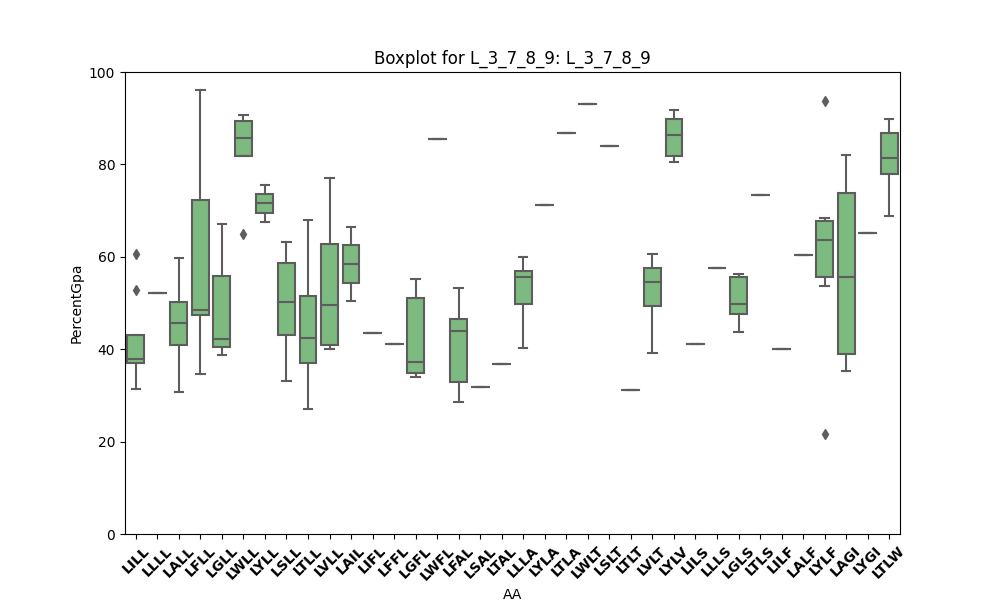 Boxplot for L_3_7_8_9: L_3_7_8_9
100
80
60
40
20
0
PercentGpa
LILL LLLL LALL LFLL LGLL LWLL LYLL LSLL LTLL LVLL LAIL LIFL LFFL LGFL LWFL LFAL LSAL LTAL LLLA LYLA LTLA LWLT LSLT LTLT LVLT LYLV LILS LLLS LGLS LTLS LILF LALF LYLF LAGI LYGI LTLW
AA